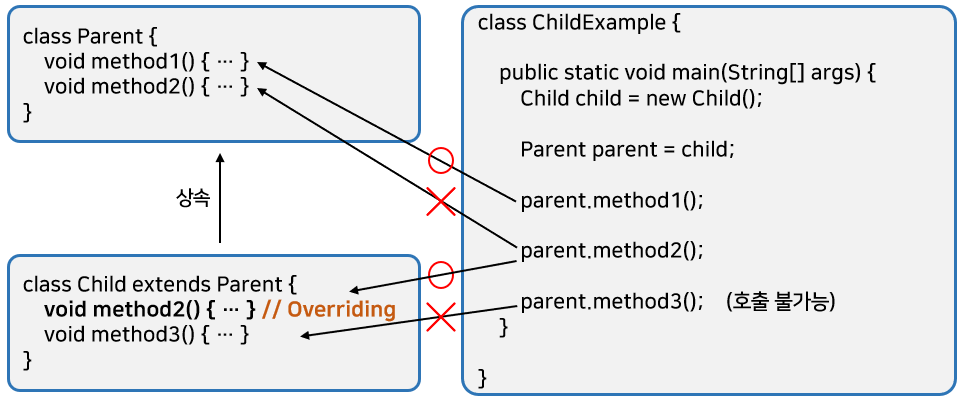 class Parent {
void method1() { ⋯ }
void method2() { ⋯ }
}
상속
class Child extends Parent {
void method2() { ⋯ } // Overriding
void method3() { ⋯ }
}
class ChildExample {
public static void main(String[] args) {
Child child = new Child();
Parent parent = child;
parent.method1();
parent.method2();
parent.method3(); (호출 불가능)
}
}